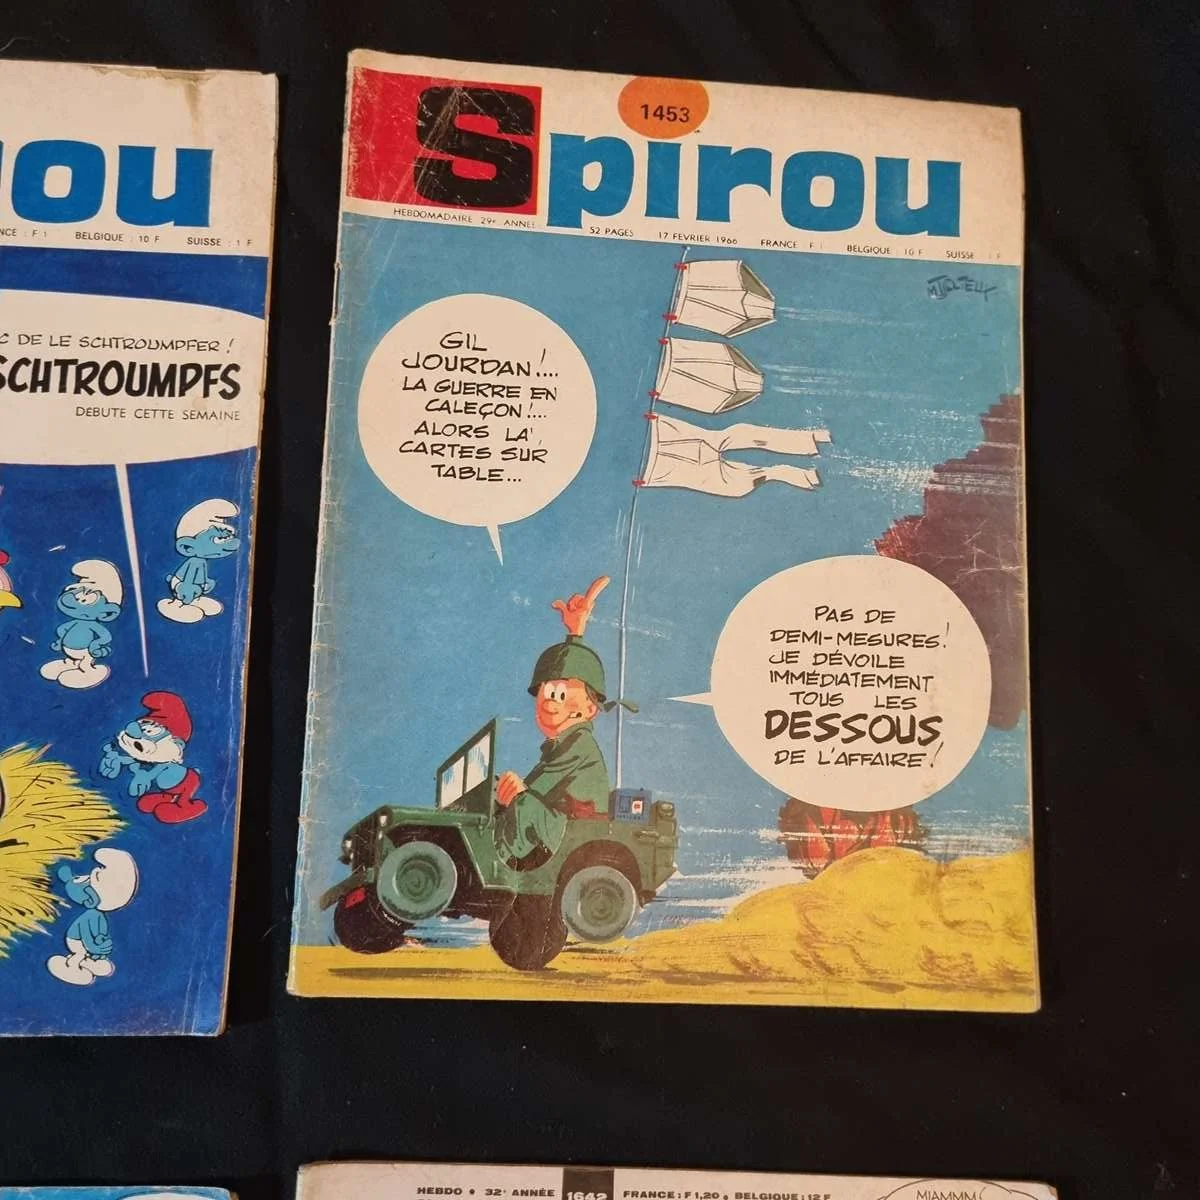 ou
NCE : F 1 BELGIQUE : 10 F SUISSE : 1 F
C DE LE SCHTROUMPFER !
SCHTROUMPFS
DÉBUTE CETTE SEMAINE
Spirou
1453
HEBDOMADAIRE 29e ANNÉE 52 PAGES 17 FÉVRIER 1966 FRANCE : F 1 BELGIQUE : 10 F SUISSE : 1 F
GIL
JOURDAN!...
LA GUERRE EN
CALEÇON!...
ALORS LÀ,
CARTES SUR
TABLE...
PAS DE
DEMI-MESURES!
JE DÉVOILE
IMMÉDIATEMENT
TOUS LES
DESSOUS
DE L'AFFAIRE!
HEBDO • 32e ANNÉE 1642 FRANCE : F 1,20 • BELGIQUE : 12 F
MIAMMM